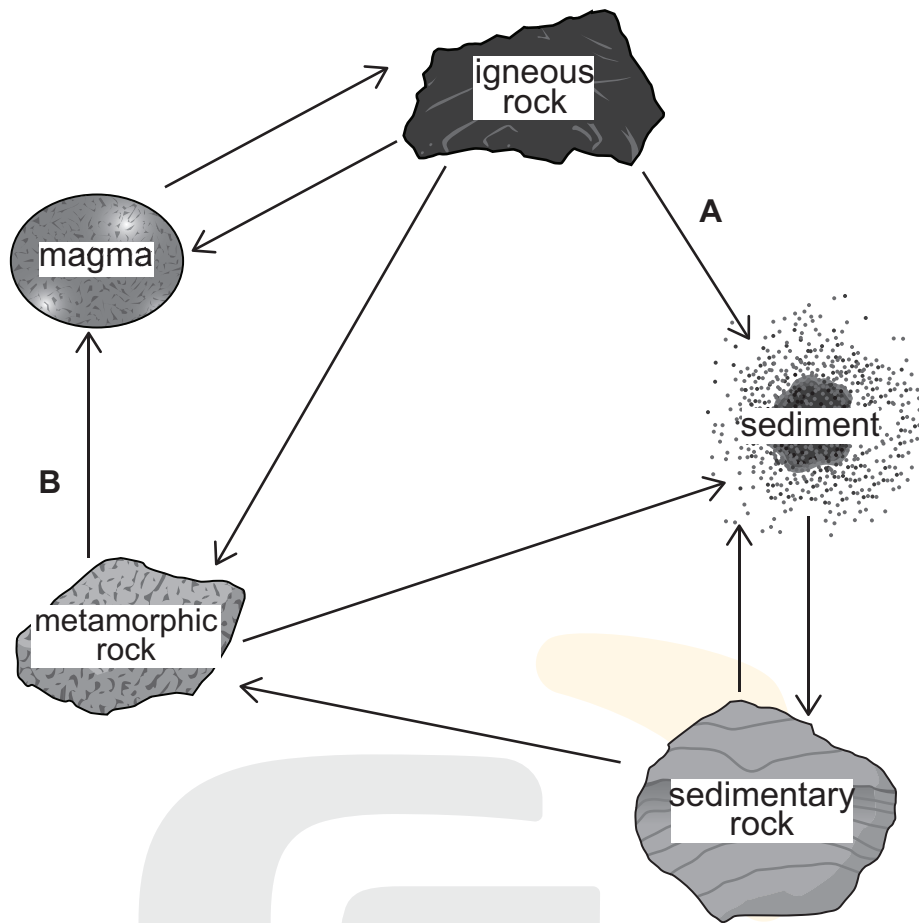 igneous
rock
A
magma
sediment
B
metamorphic
rock
sedimentary
rock